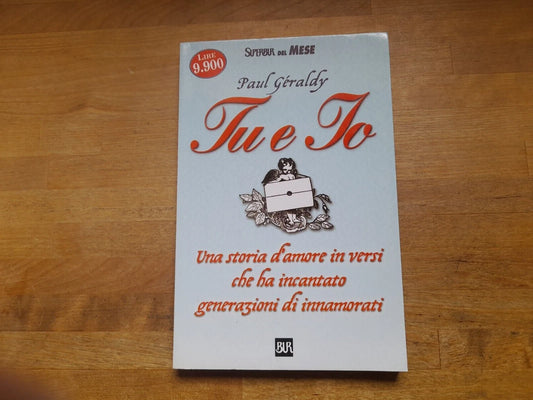 LIRE
9.900
SUPERBUR DEL MESE
Paul Géraldy
Tu e Io
Una storia d'amore in versi
che ha incantato
generazioni di innamorati
BUR